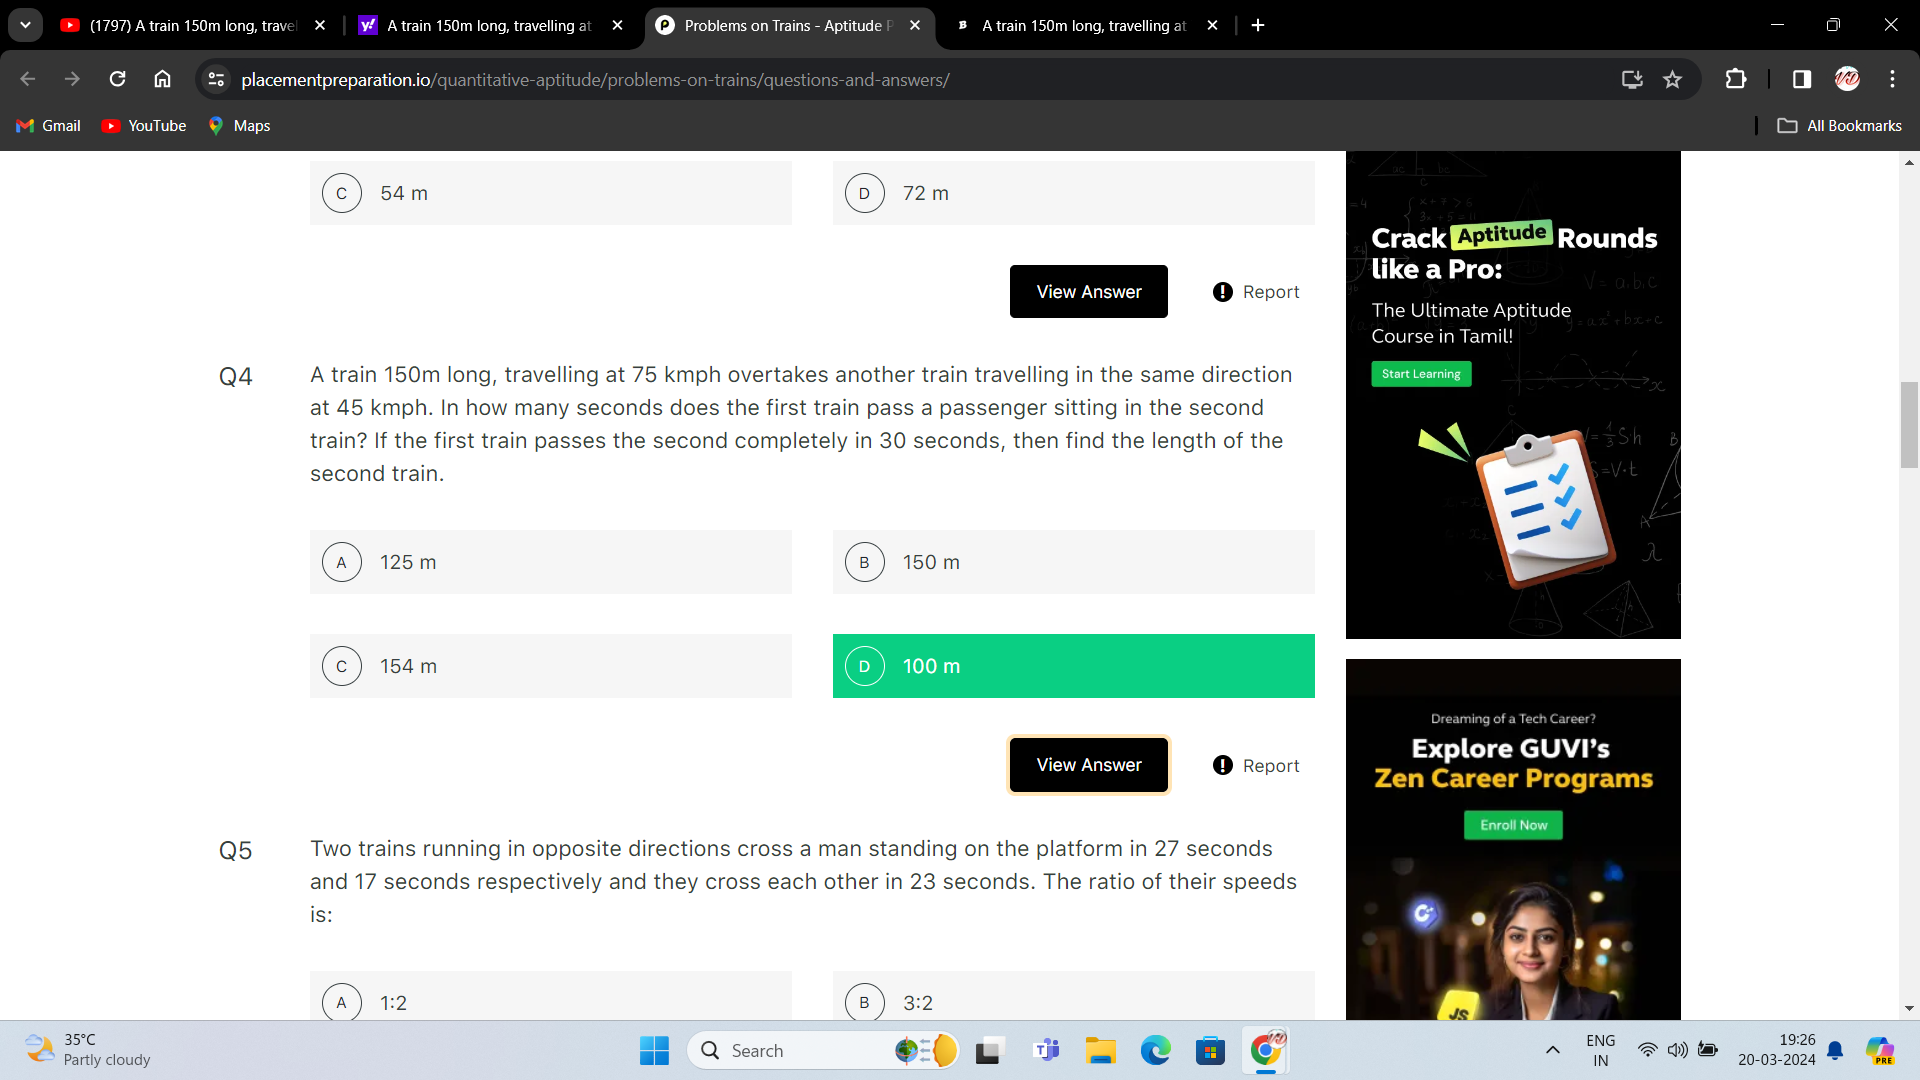 (1797) A train 150m long, travel
A train 150m long, travelling at
Problems on Trains - Aptitude P
A train 150m long, travelling at
placementpreparation.io/quantitative-aptitude/problems-on-trains/questions-and-answers/
Gmail
YouTube
Maps
All Bookmarks
C 54 m
D 72 m
View Answer
Report
Q4
A train 150m long, travelling at 75 kmph overtakes another train travelling in the same direction
at 45 kmph. In how many seconds does the first train pass a passenger sitting in the second
train? If the first train passes the second completely in 30 seconds, then find the length of the
second train.
A 125 m
B 150 m
C 154 m
D 100 m
View Answer
Report
Q5
Two trains running in opposite directions cross a man standing on the platform in 27 seconds
and 17 seconds respectively and they cross each other in 23 seconds. The ratio of their speeds
is:
A 1:2
B 3:2
Crack Aptitude Rounds
like a Pro:
The Ultimate Aptitude
Course in Tamil!
Start Learning
Dreaming of a Tech Career?
Explore GUVI's
Zen Career Programs
Enroll Now
JS
35°C
Partly cloudy
Search
ENG
IN
19:26
20-03-2024
PRE